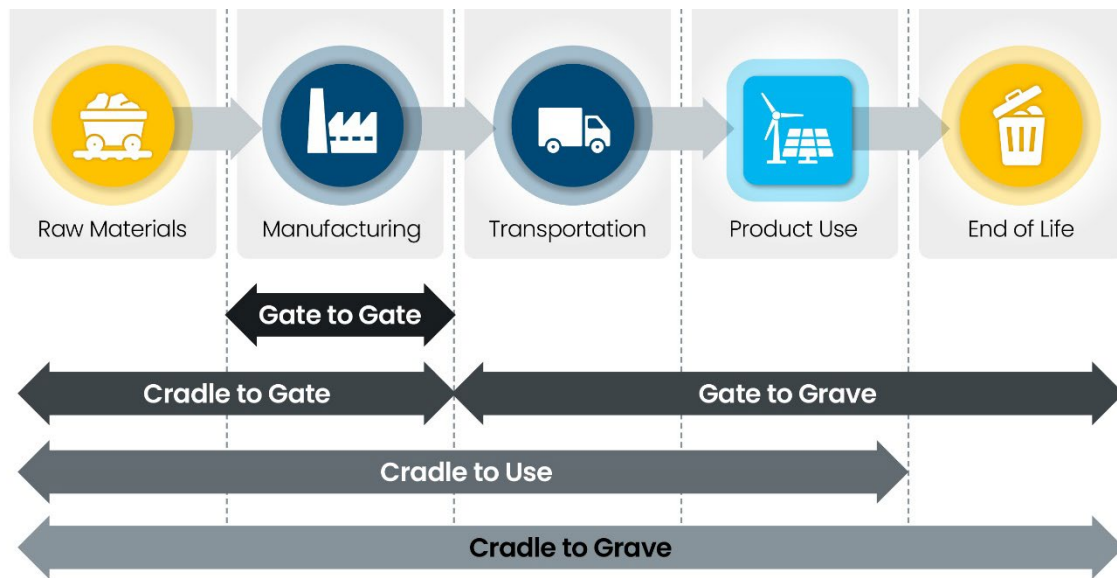 Raw Materials
Manufacturing
Transportation
Product Use
End of Life
Gate to Gate
Cradle to Gate
Gate to Grave
Cradle to Use
Cradle to Grave